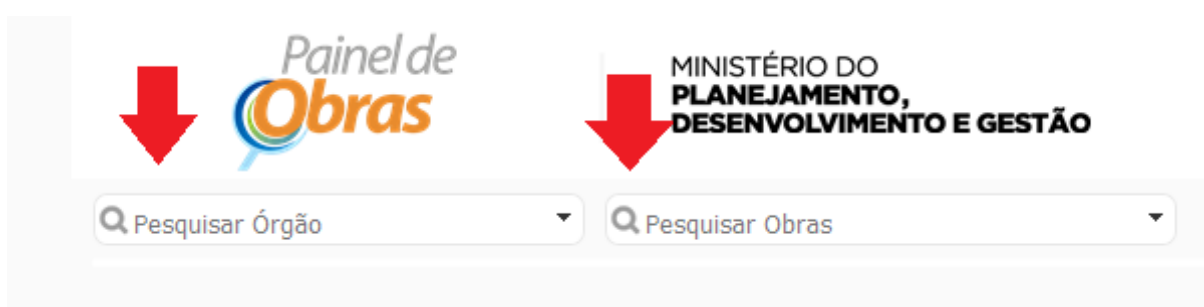 Painel de
Obras
MINISTÉRIO DO
PLANEJAMENTO,
DESENVOLVIMENTO E GESTÃO
Pesquisar Órgão
Pesquisar Obras